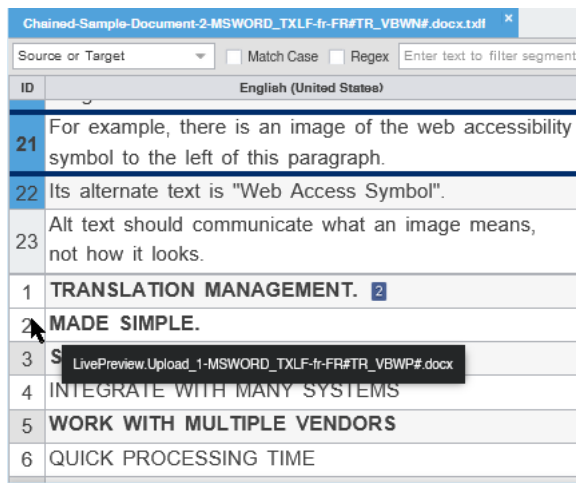 Chained-Sample-Document-2-MSWORD_TXLF-fr-FR#TR_VBWN#.docx.txlf ×
Source or Target Match Case Regex Enter text to filter segment
ID English (United States)
21 For example, there is an image of the web accessibility
symbol to the left of this paragraph.
22 Its alternate text is "Web Access Symbol".
23 Alt text should communicate what an image means,
not how it looks.
1 TRANSLATION MANAGEMENT. 2
2 MADE SIMPLE.
3 S
LivePreview.Upload_1-MSWORD_TXLF-fr-FR#TR_VBWP#.docx
4 INTEGRATE WITH MANY SYSTEMS
5 WORK WITH MULTIPLE VENDORS
6 QUICK PROCESSING TIME